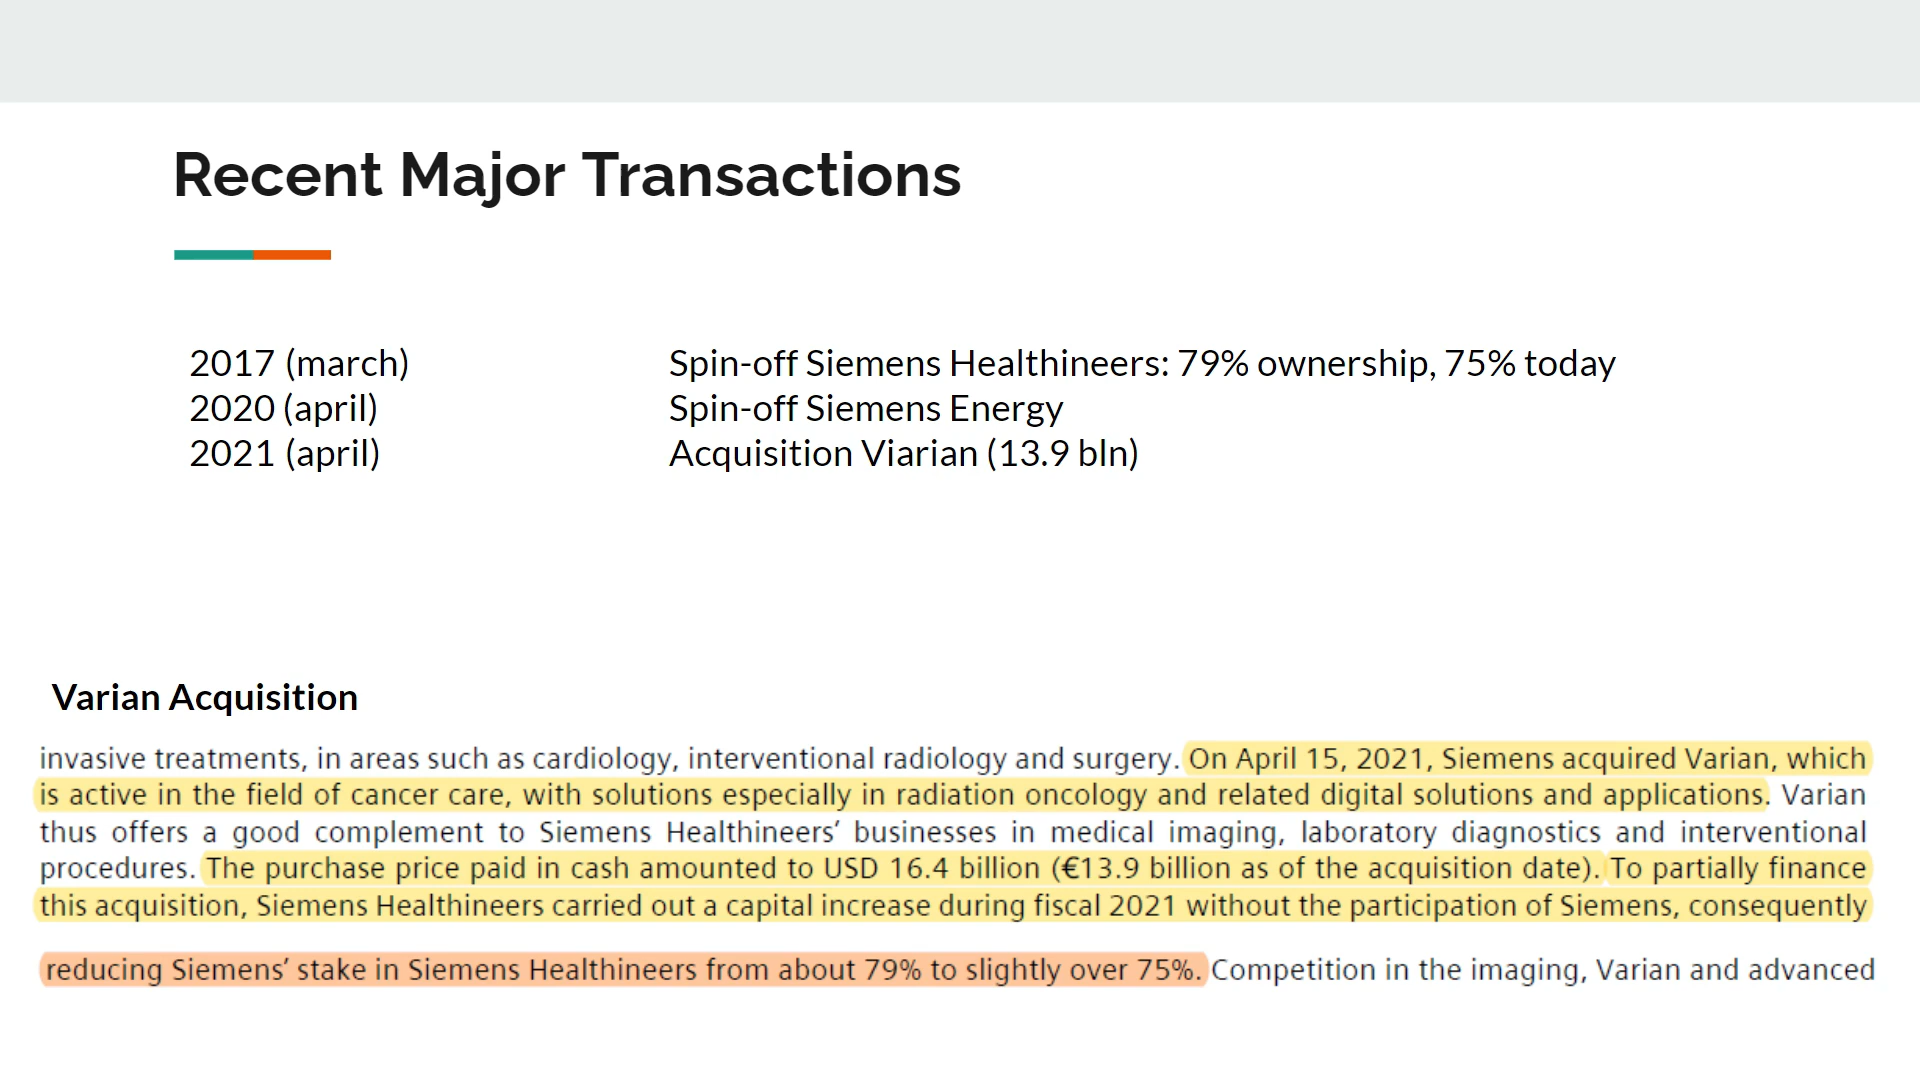 Recent Major Transactions
2017 (march) Spin-off Siemens Healthineers: 79% ownership, 75% today
2020 (april) Spin-off Siemens Energy
2021 (april) Acquisition Viarian (13.9 bln)
Varian Acquisition
invasive treatments, in areas such as cardiology, interventional radiology and surgery. On April 15, 2021, Siemens acquired Varian, which
is active in the field of cancer care, with solutions especially in radiation oncology and related digital solutions and applications. Varian
thus offers a good complement to Siemens Healthineers’ businesses in medical imaging, laboratory diagnostics and interventional
procedures. The purchase price paid in cash amounted to USD 16.4 billion (€13.9 billion as of the acquisition date). To partially finance
this acquisition, Siemens Healthineers carried out a capital increase during fiscal 2021 without the participation of Siemens, consequently
reducing Siemens’ stake in Siemens Healthineers from about 79% to slightly over 75%. Competition in the imaging, Varian and advanced